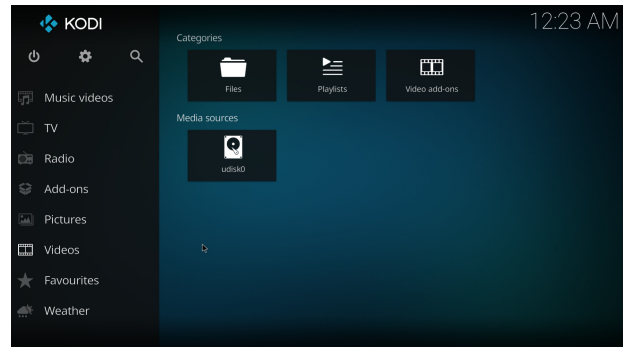 KODI
12:23 AM
Music videos
TV
Radio
Add-ons
Pictures
Videos
Favourites
Weather
Categories
Files
Playlists
Video add-ons
Media sources
udisk0